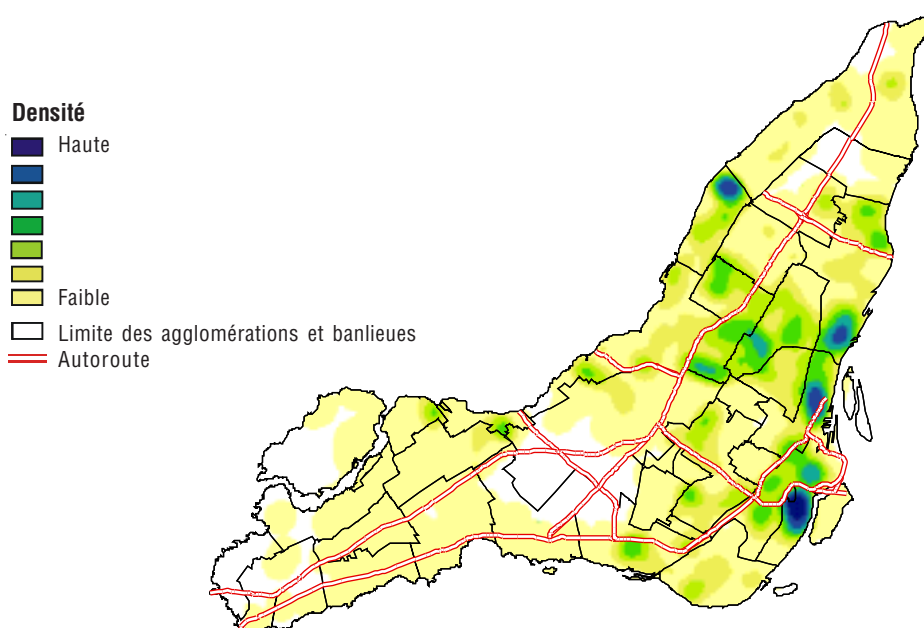 Densité
Haute
Faible
Limite des agglomérations et banlieues
Autoroute